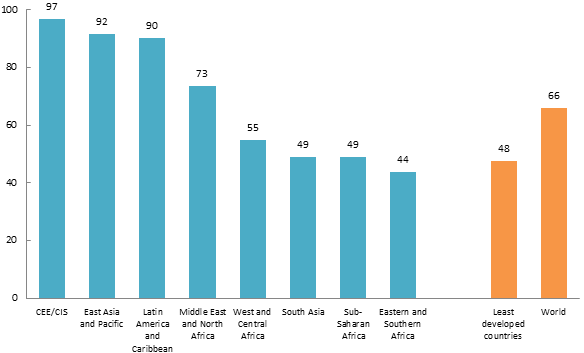 100
80
60
40
20
0
97
92
90
73
55
49
49
44
48
66
CEE/CIS
East Asia
and Pacific
Latin
America
and
Caribbean
Middle East
and North
Africa
West and
Central
Africa
South Asia
Sub-
Saharan
Africa
Eastern and
Southern
Africa
Least
developed
countries
World